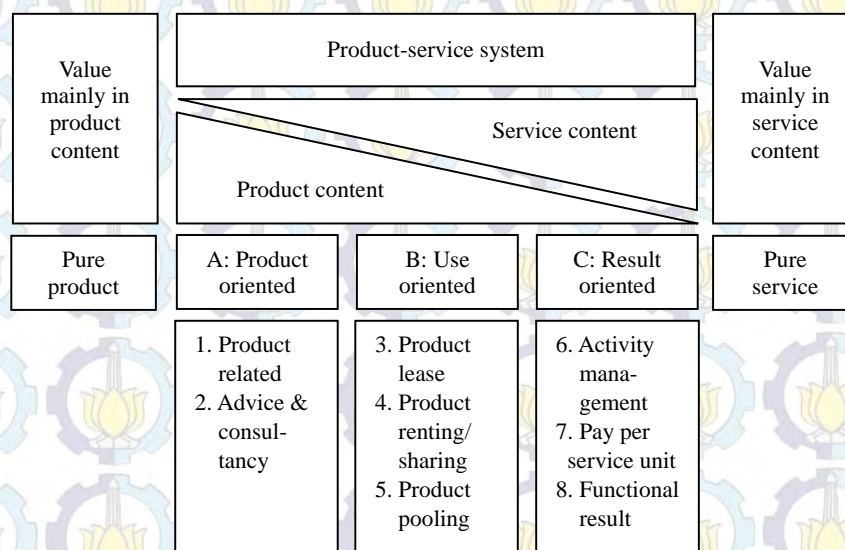 Value
mainly in
product
content
Product-service system
Service content
Product content
Value
mainly in
service
content
Pure
product
A: Product
oriented
B: Use
oriented
C: Result
oriented
Pure
service
1. Product
related
2. Advice &
consul-
tancy
3. Product
lease
4. Product
renting/
sharing
5. Product
pooling
6. Activity
mana-
gement
7. Pay per
service unit
8. Functional
result